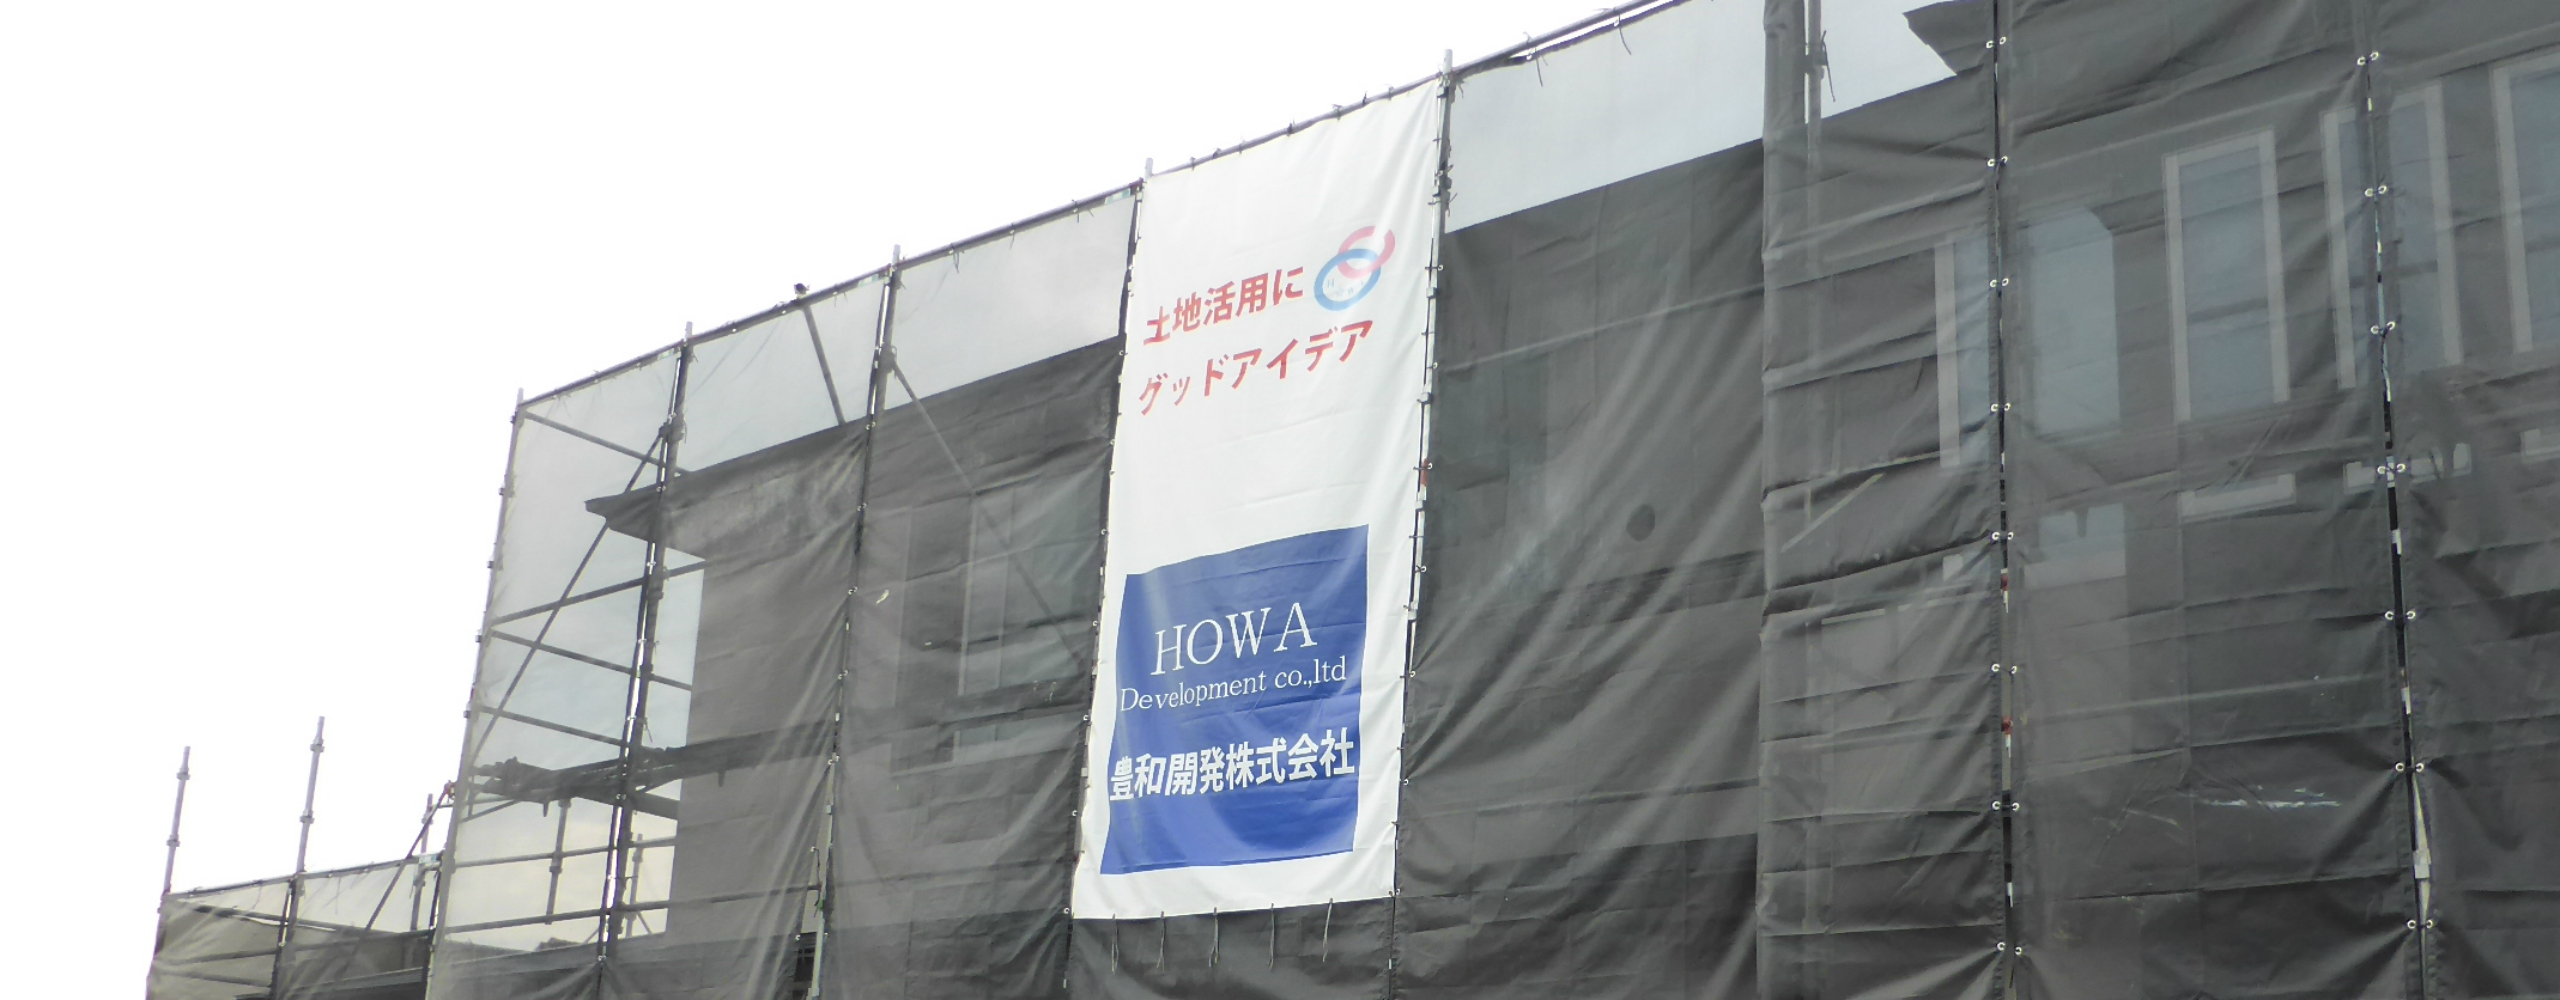 土地活用に
グッドアイデア
HOWA
Development co.,ltd
豊和開発株式会社